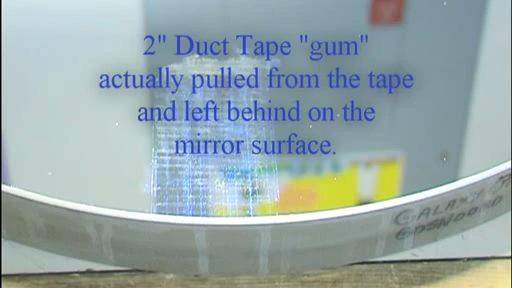 2" Duct Tape "gum"
actually pulled from the tape
and left behind on the
mirror surface.